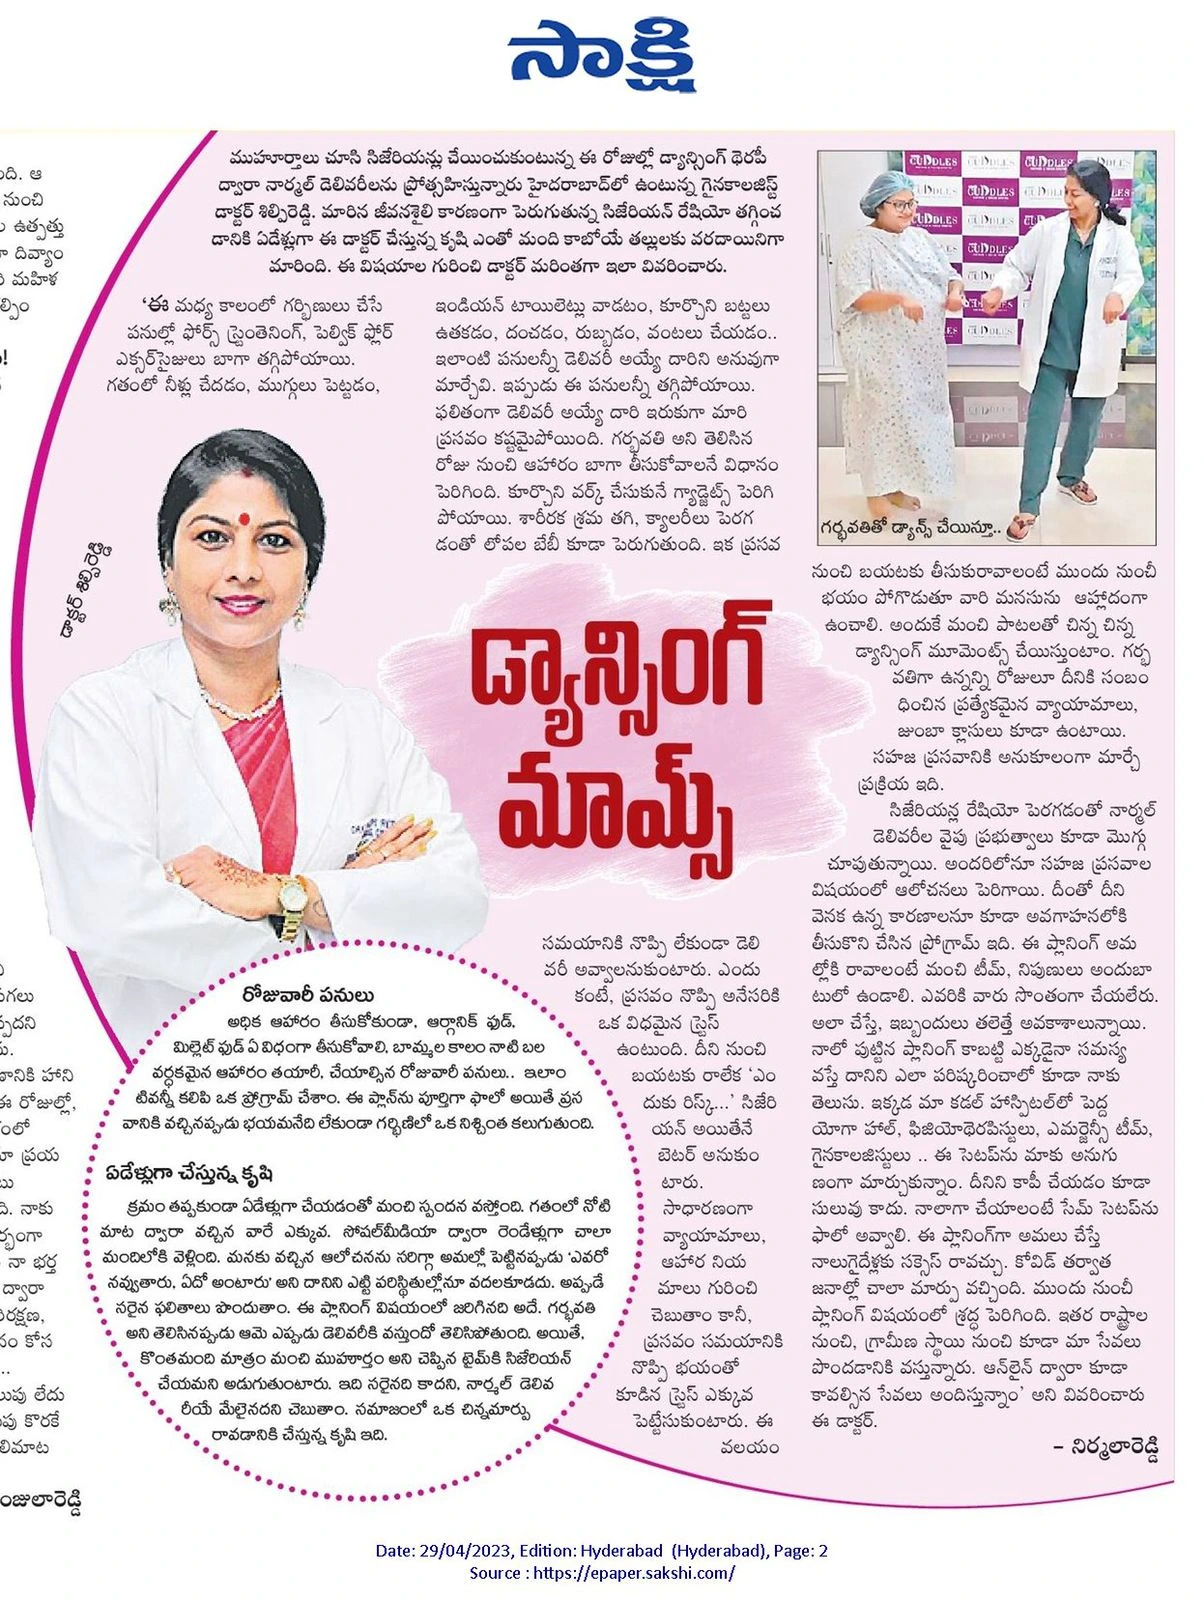 సాక్షి
ముహూర్తాలు చూసి సిజేరియన్లు చేయించుకుంటున్న ఈ రోజుల్లో డ్యాన్సింగ్ థెరపీ
ద్వారా నార్మల్ డెలివరీలను ప్రోత్సహిస్తున్నారు హైదరాబాద్‌లో ఉంటున్న గైనకాలజిస్ట్
డాక్టర్ శిల్పిరెడ్డి. మారిన జీవనశైలి కారణంగా పెరుగుతున్న సిజేరియన్ రేషియో తగ్గించ
డానికి ఏడేళ్లుగా ఈ డాక్టర్ చేస్తున్న కృషి ఎంతో మంది కాబోయే తల్లులకు వరదాయినిగా
మారింది. ఈ విషయాల గురించి డాక్టర్ మరింతగా ఇలా వివరించారు.
‘ఈ మధ్య కాలంలో గర్భిణులు చేసే
పనుల్లో ఫోర్స్ స్ట్రెంతెనింగ్, పెల్విక్ ఫ్లోర్
ఎక్సర్‌సైజులు బాగా తగ్గిపోయాయి.
గతంలో నీళ్లు చేదడం, ముగ్గులు పెట్టడం,
డాక్టర్ శిల్పిరెడ్డి
ఇండియన్ టాయిలెట్లు వాడటం, కూర్చొని బట్టలు
ఉతకడం, దంచడం, రుబ్బడం, వంటలు చేయడం..
ఇలాంటి పనులన్నీ డెలివరీ అయ్యే దారిని అనువుగా
మార్చేవి. ఇప్పుడు ఈ పనులన్నీ తగ్గిపోయాయి.
ఫలితంగా డెలివరీ అయ్యే దారి ఇరుకుగా మారి
ప్రసవం కష్టమైపోయింది. గర్భవతి అని తెలిసిన
రోజు నుంచి ఆహారం బాగా తీసుకోవాలనే విధానం
పెరిగింది. కూర్చొని వర్క్ చేసుకునే గ్యాడ్జెట్స్ పెరిగి
పోయాయి. శారీరక శ్రమ తగి, క్యాలరీలు పెరగ
డంతో లోపల బేబీ కూడా పెరుగుతుంది. ఇక ప్రసవ
డ్యాన్సింగ్
మామ్స్
సమయానికి నొప్పి లేకుండా డెలి
వరీ అవ్వాలనుకుంటారు. ఎందు
కంటే, ప్రసవం నొప్పి అనేసరికి
ఒక విధమైన స్ట్రెస్
ఉంటుంది. దీని నుంచి
బయటకు రాలేక ‘ఎం
దుకు రిస్క్...’ సిజేరి
యన్ అయితేనే
బెటర్ అనుకుం
టారు.
సాధారణంగా
వ్యాయామాలు,
ఆహార నియ
మాలు గురించి
చెబుతాం కానీ,
ప్రసవం సమయానికి
నొప్పి భయంతో
కూడిన స్ట్రెస్ ఎక్కువ
పెట్టేసుకుంటారు. ఈ
వలయం
CUDDLES
గర్భవతితో డ్యాన్స్ చేయిస్తూ..
నుంచి బయటకు తీసుకురావాలంటే ముందు నుంచీ
భయం పోగొడుతూ వారి మనసును ఆహ్లాదంగా
ఉంచాలి. అందుకే మంచి పాటలతో చిన్న చిన్న
డ్యాన్సింగ్ మూమెంట్స్ చేయిస్తుంటాం. గర్భ
వతిగా ఉన్నన్ని రోజులూ దీనికి సంబం
ధించిన ప్రత్యేకమైన వ్యాయామాలు,
జుంబా క్లాసులు కూడా ఉంటాయి.
సహజ ప్రసవానికి అనుకూలంగా మార్చే
ప్రక్రియ ఇది.
సిజేరియన్ల రేషియో పెరగడంతో నార్మల్
డెలివరీల వైపు ప్రభుత్వాలు కూడా మొగ్గు
చూపుతున్నాయి. అందరిలోనూ సహజ ప్రసవాల
విషయంలో ఆలోచనలు పెరిగాయి. దీంతో దీని
వెనక ఉన్న కారణాలనూ కూడా అవగాహనలోకి
తీసుకొని చేసిన ప్రోగ్రామ్ ఇది. ఈ ప్లానింగ్ అమ
ల్లోకి రావాలంటే మంచి టీమ్, నిపుణులు అందుబా
టులో ఉండాలి. ఎవరికి వారు సొంతంగా చేయలేరు.
అలా చేస్తే, ఇబ్బందులు తలెత్తే అవకాశాలున్నాయి.
నాలో పుట్టిన ప్లానింగ్ కాబట్టి ఎక్కడైనా సమస్య
వస్తే దానిని ఎలా పరిష్కరించాలో కూడా నాకు
తెలుసు. ఇక్కడ మా కడల్ హాస్పిటల్‌లో పెద్ద
యోగా హాల్, ఫిజియోథెరపిస్టులు, ఎమర్జెన్సీ టీమ్,
గైనకాలజిస్టులు .. ఈ సెటప్‌ను మాకు అనుగు
ణంగా మార్చుకున్నాం. దీనిని కాపీ చేయడం కూడా
సులువు కాదు. నాలాగా చేయాలంటే సేమ్ సెటప్‌ను
ఫాలో అవ్వాలి. ఈ ప్లానింగ్‌గా అమలు చేస్తే
నాలుగైదేళ్లకు సక్సెస్ రావచ్చు. కోవిడ్ తర్వాత
జనాల్లో చాలా మార్పు వచ్చింది. ముందు నుంచీ
ప్లానింగ్ విషయంలో శ్రద్ధ పెరిగింది. ఇతర రాష్ట్రాల
నుంచి, గ్రామీణ స్థాయి నుంచి కూడా మా సేవలు
పొందడానికి వస్తున్నారు. ఆన్‌లైన్ ద్వారా కూడా
కావల్సిన సేవలు అందిస్తున్నాం’ అని వివరించారు
ఈ డాక్టర్.
– నిర్మలారెడ్డి
రోజువారీ పనులు
అధిక ఆహారం తీసుకోకుండా, ఆర్గానిక్ ఫుడ్,
మిల్లెట్ ఫుడ్ ఏ విధంగా తీసుకోవాలి, బామ్మల కాలం నాటి బల
వర్ధకమైన ఆహారం తయారీ, చేయాల్సిన రోజువారీ పనులు.. ఇలాం
టివన్నీ కలిపి ఒక ప్రోగ్రామ్ చేశాం. ఈ ప్లాన్‌ను పూర్తిగా ఫాలో అయితే ప్రస
వానికి వచ్చినప్పుడు భయమనేది లేకుండా గర్భిణిలో ఒక నిశ్చింత కలుగుతుంది.
ఏడేళ్లుగా చేస్తున్న కృషి
క్రమం తప్పకుండా ఏడేళ్లుగా చేయడంతో మంచి స్పందన వస్తోంది. గతంలో నోటి
మాట ద్వారా వచ్చిన వారే ఎక్కువ. సోషల్‌మీడియా ద్వారా రెండేళ్లుగా చాలా
మందిలోకి వెళ్లింది. మనకు వచ్చిన ఆలోచనను సరిగ్గా అమల్లో పెట్టినప్పుడు ‘ఎవరో
నవ్వుతారు, ఏదో అంటారు’ అని దానిని ఎట్టి పరిస్థితుల్లోనూ వదలకూడదు. అప్పుడే
సరైన ఫలితాలు పొందుతాం. ఈ ప్లానింగ్ విషయంలో జరిగినది అదే. గర్భవతి
అని తెలిసినప్పుడు ఆమె ఎప్పుడు డెలివరీకి వస్తుందో తెలిసిపోతుంది. అయితే,
కొంతమంది మాత్రం మంచి ముహూర్తం అని చెప్పిన టైమ్‌కి సిజేరియన్
చేయమని అడుగుతుంటారు. ఇది సరైనది కాదని, నార్మల్ డెలివ
రీయే మేలైనదని చెబుతాం. సమాజంలో ఒక చిన్నమార్పు
రావడానికి చేస్తున్న కృషి ఇది.
Date: 29/04/2023, Edition: Hyderabad (Hyderabad), Page: 2
Source : https://epaper.sakshi.com/